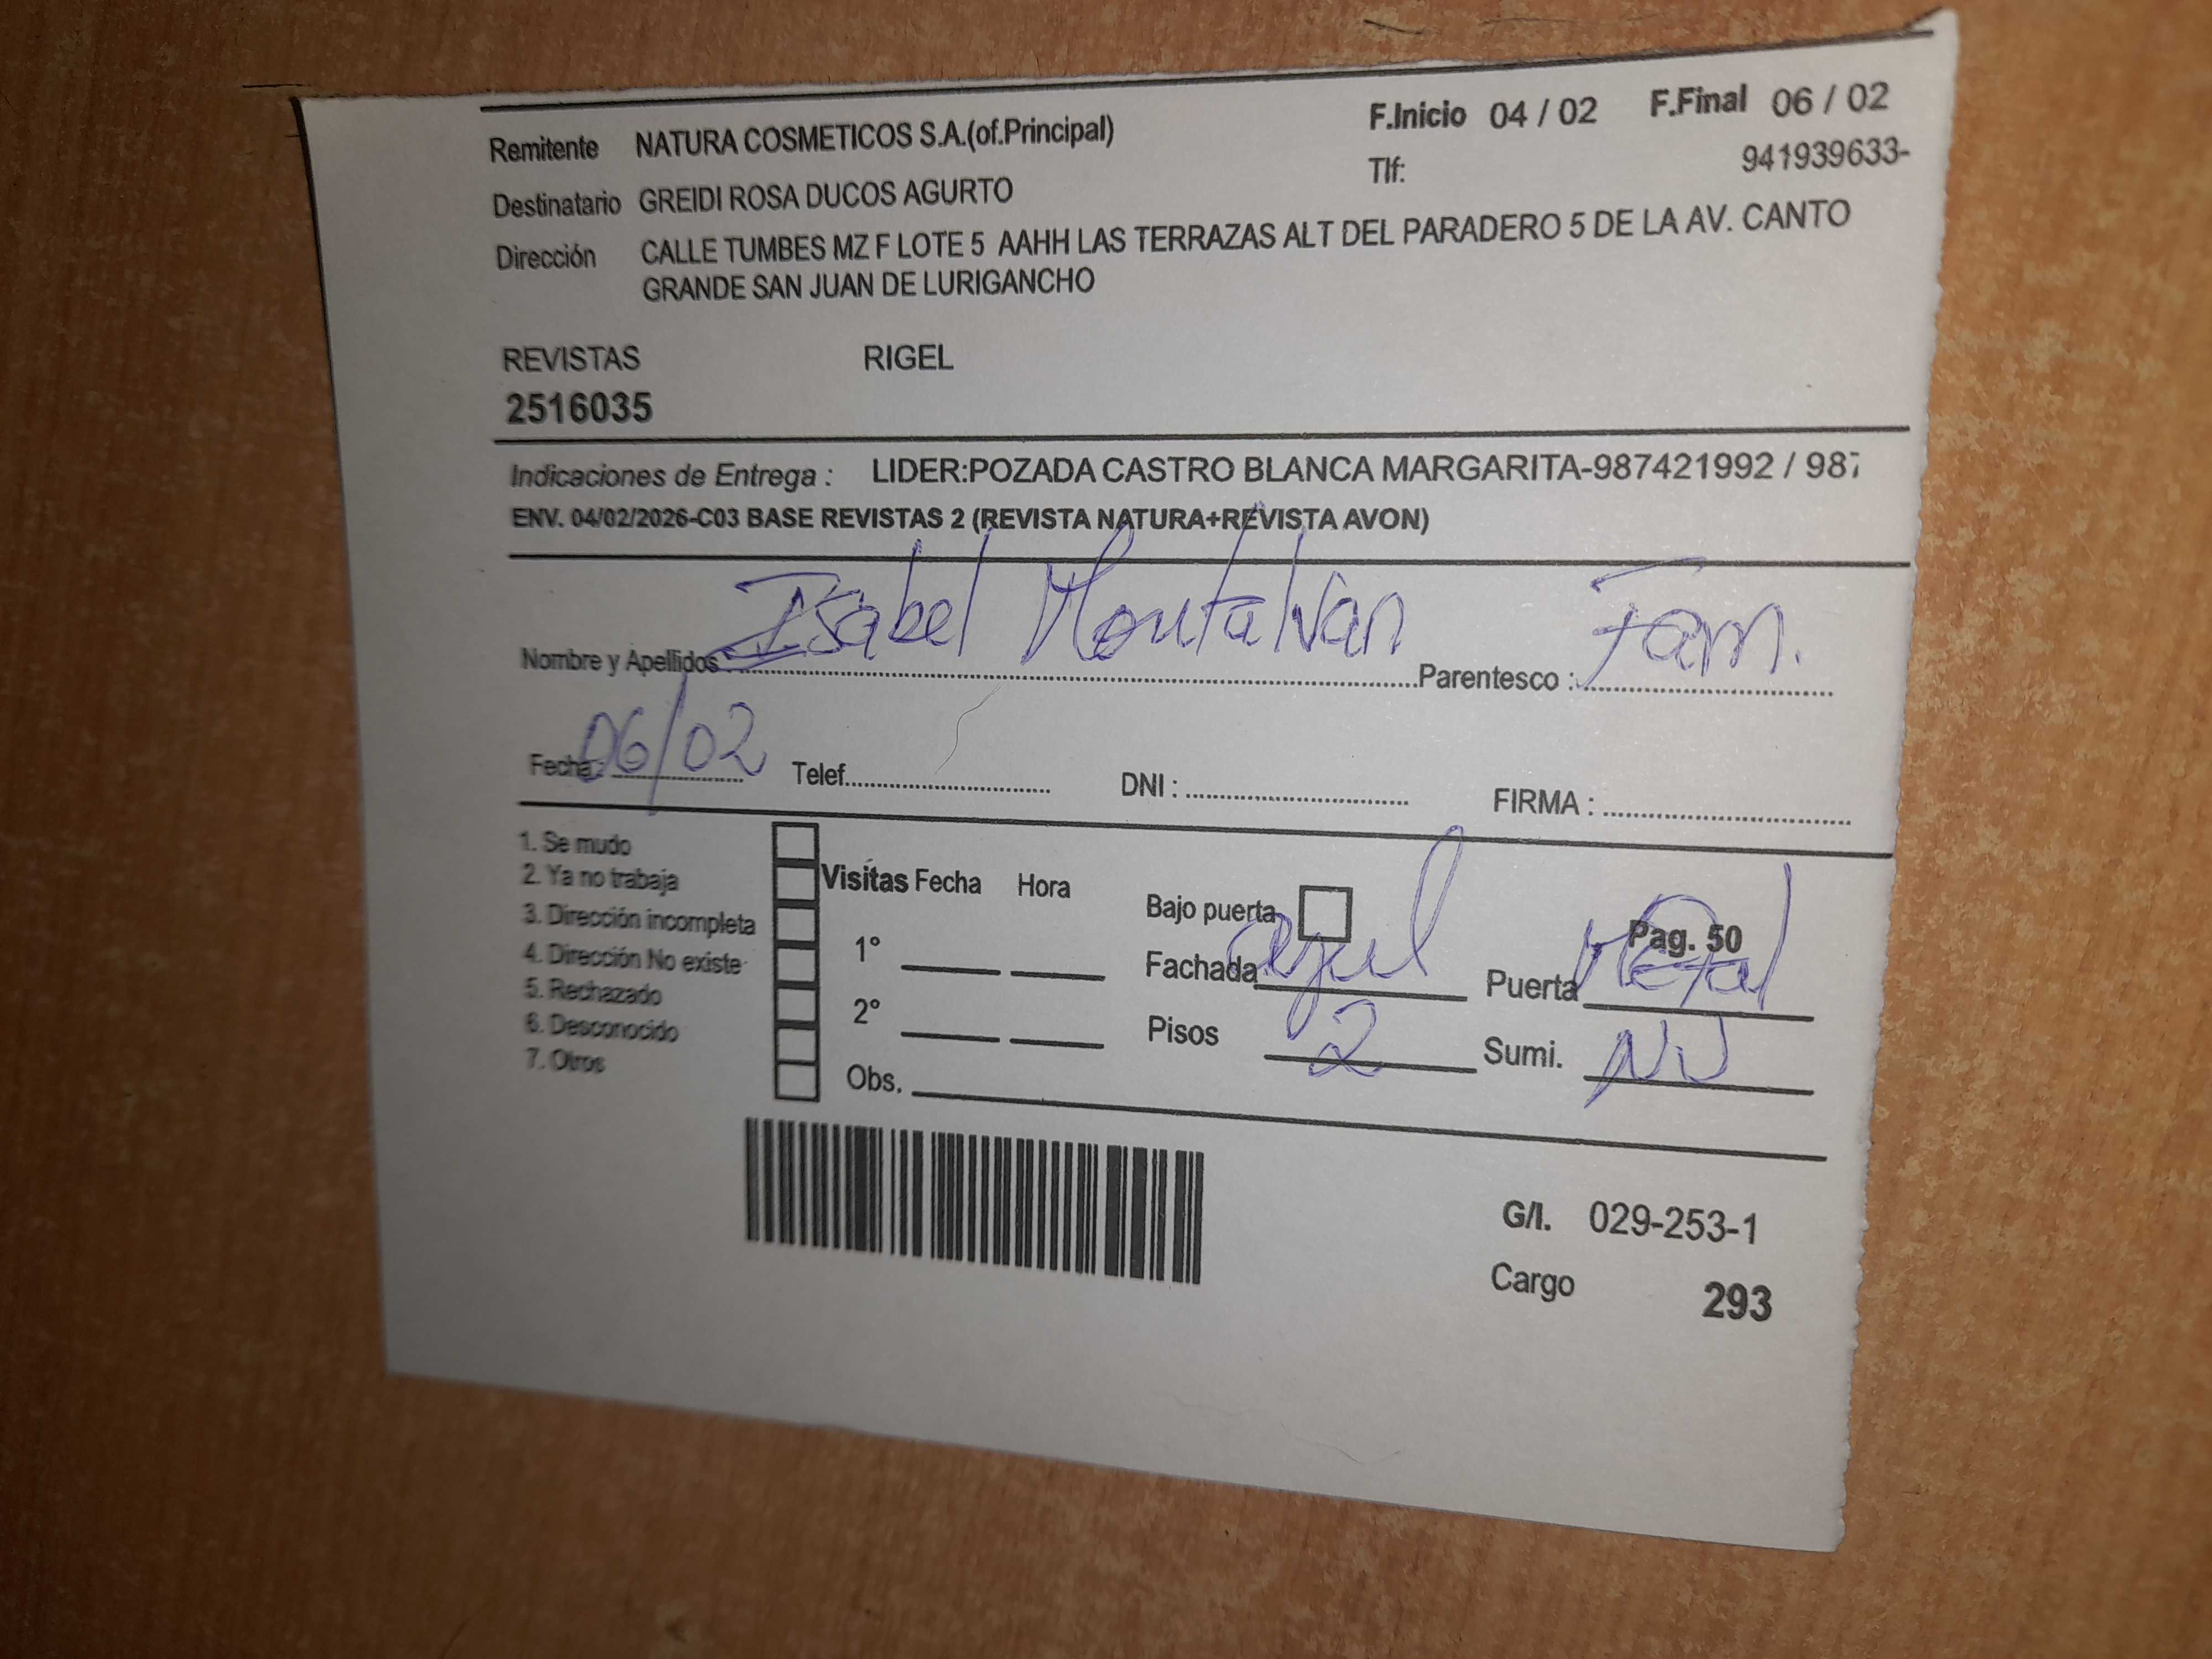 Remitente NATURA COSMETICOS S.A.(of.Principal) F.Inicio 04 / 02 F.Final 06 / 02
Tlf: 941939633-
Destinatario GREIDI ROSA DUCOS AGURTO
Dirección CALLE TUMBES MZ F LOTE 5 AAHH LAS TERRAZAS ALT DEL PARADERO 5 DE LA AV. CANTO
GRANDE SAN JUAN DE LURIGANCHO
REVISTAS RIGEL
2516035
Indicaciones de Entrega : LIDER:POZADA CASTRO BLANCA MARGARITA-987421992 / 987
ENV. 04/02/2026-C03 BASE REVISTAS 2 (REVISTA NATURA+REVISTA AVON)
Nombre y Apellidos : Isabel Montalvan Parentesco : Fam.
Fecha: 06/02 Telef. DNI : FIRMA :
1. Se mudo
2. Ya no trabaja
3. Dirección incompleta
4. Dirección No existe
5. Rechazado
6. Desconocido
7. Otros
Visitas Fecha Hora
1°
2°
Obs.
Bajo puerta
Fachada azul Puerta Metal
Pag. 50
Pisos 2 Sumi.
G/I. 029-253-1
Cargo 293